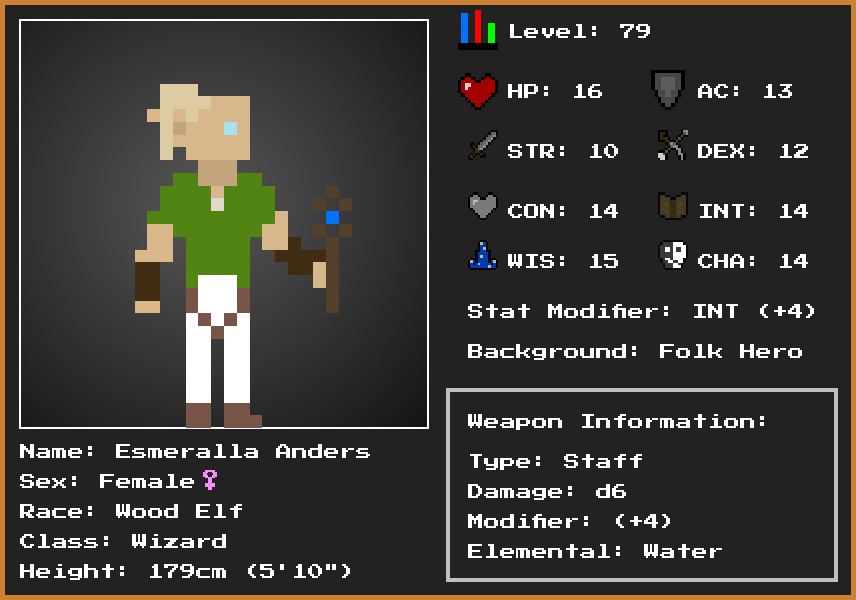 Level: 79
HP: 16 AC: 13
STR: 10 DEX: 12
CON: 14 INT: 14
WIS: 15 CHA: 14
Stat Modifier: INT (+4)
Background: Folk Hero
Weapon Information:
Type: Staff
Damage: d6
Modifier: (+4)
Elemental: Water
Name: Esmeralla Anders
Sex: Female♀
Race: Wood Elf
Class: Wizard
Height: 179cm (5'10")